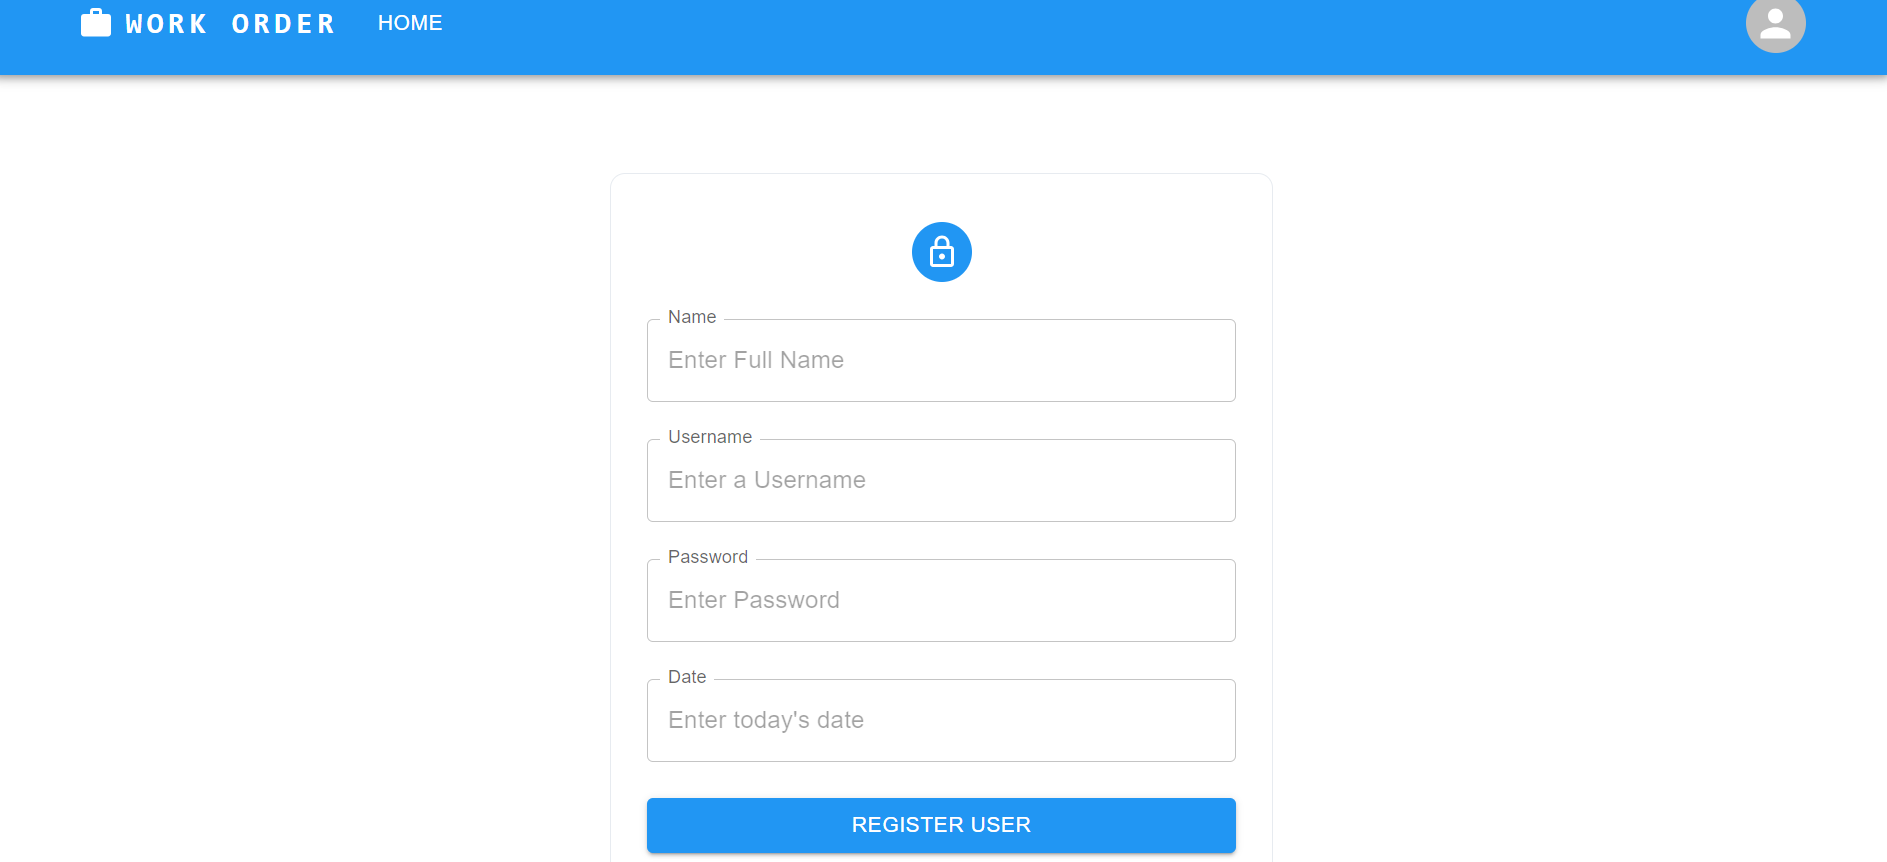 WORK ORDER HOME
Name
Enter Full Name
Username
Enter a Username
Password
Enter Password
Date
Enter today's date
REGISTER USER